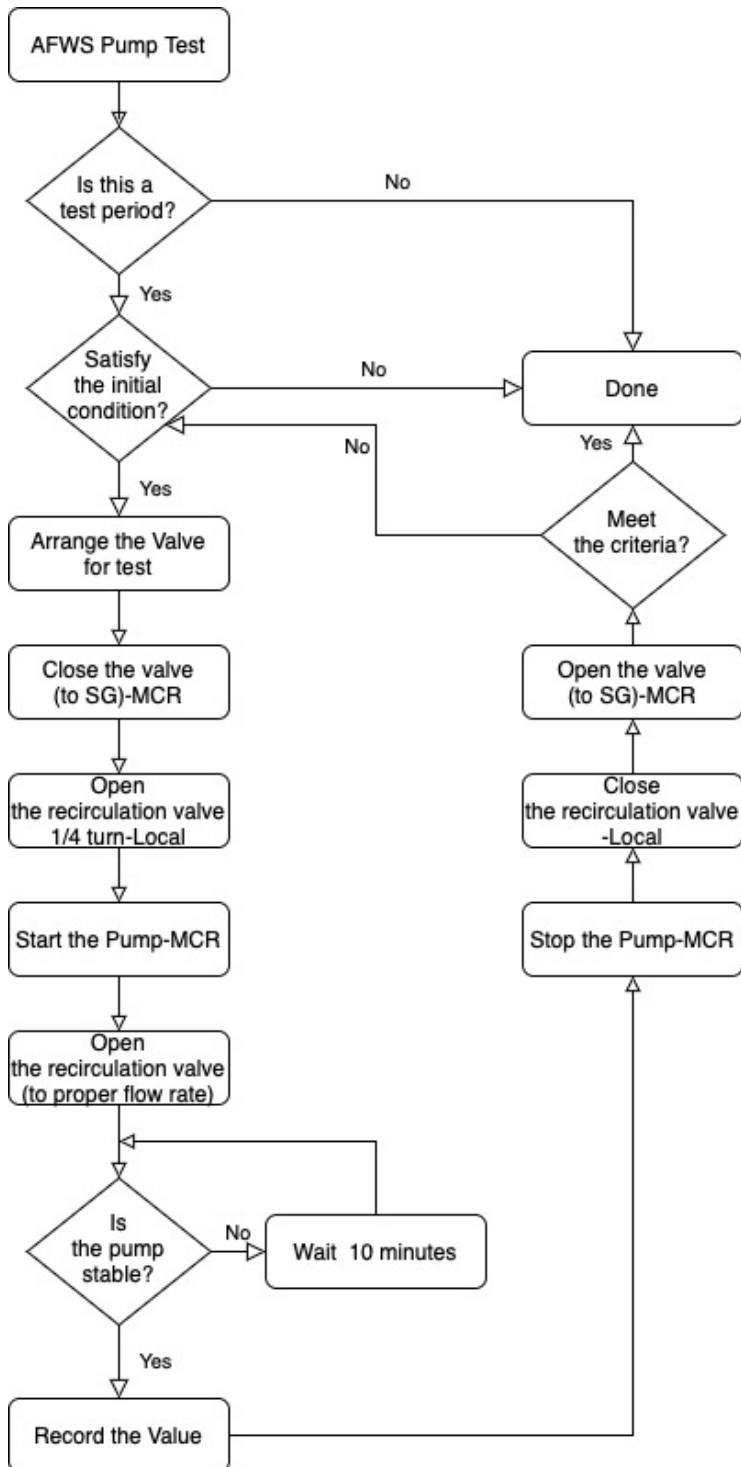 AFWS Pump Test
Is this a
test period?
No
Yes
Satisfy
the initial
condition?
No
Done
Yes
No
Yes
Arrange the Valve
for test
Meet
the criteria?
Close the valve
(to SG)-MCR
Open the valve
(to SG)-MCR
Open
the recirculation valve
1/4 turn-Local
Close
the recirculation valve
-Local
Start the Pump-MCR
Stop the Pump-MCR
Open
the recirculation valve
(to proper flow rate)
Is
the pump
stable?
No
Wait 10 minutes
Yes
Record the Value